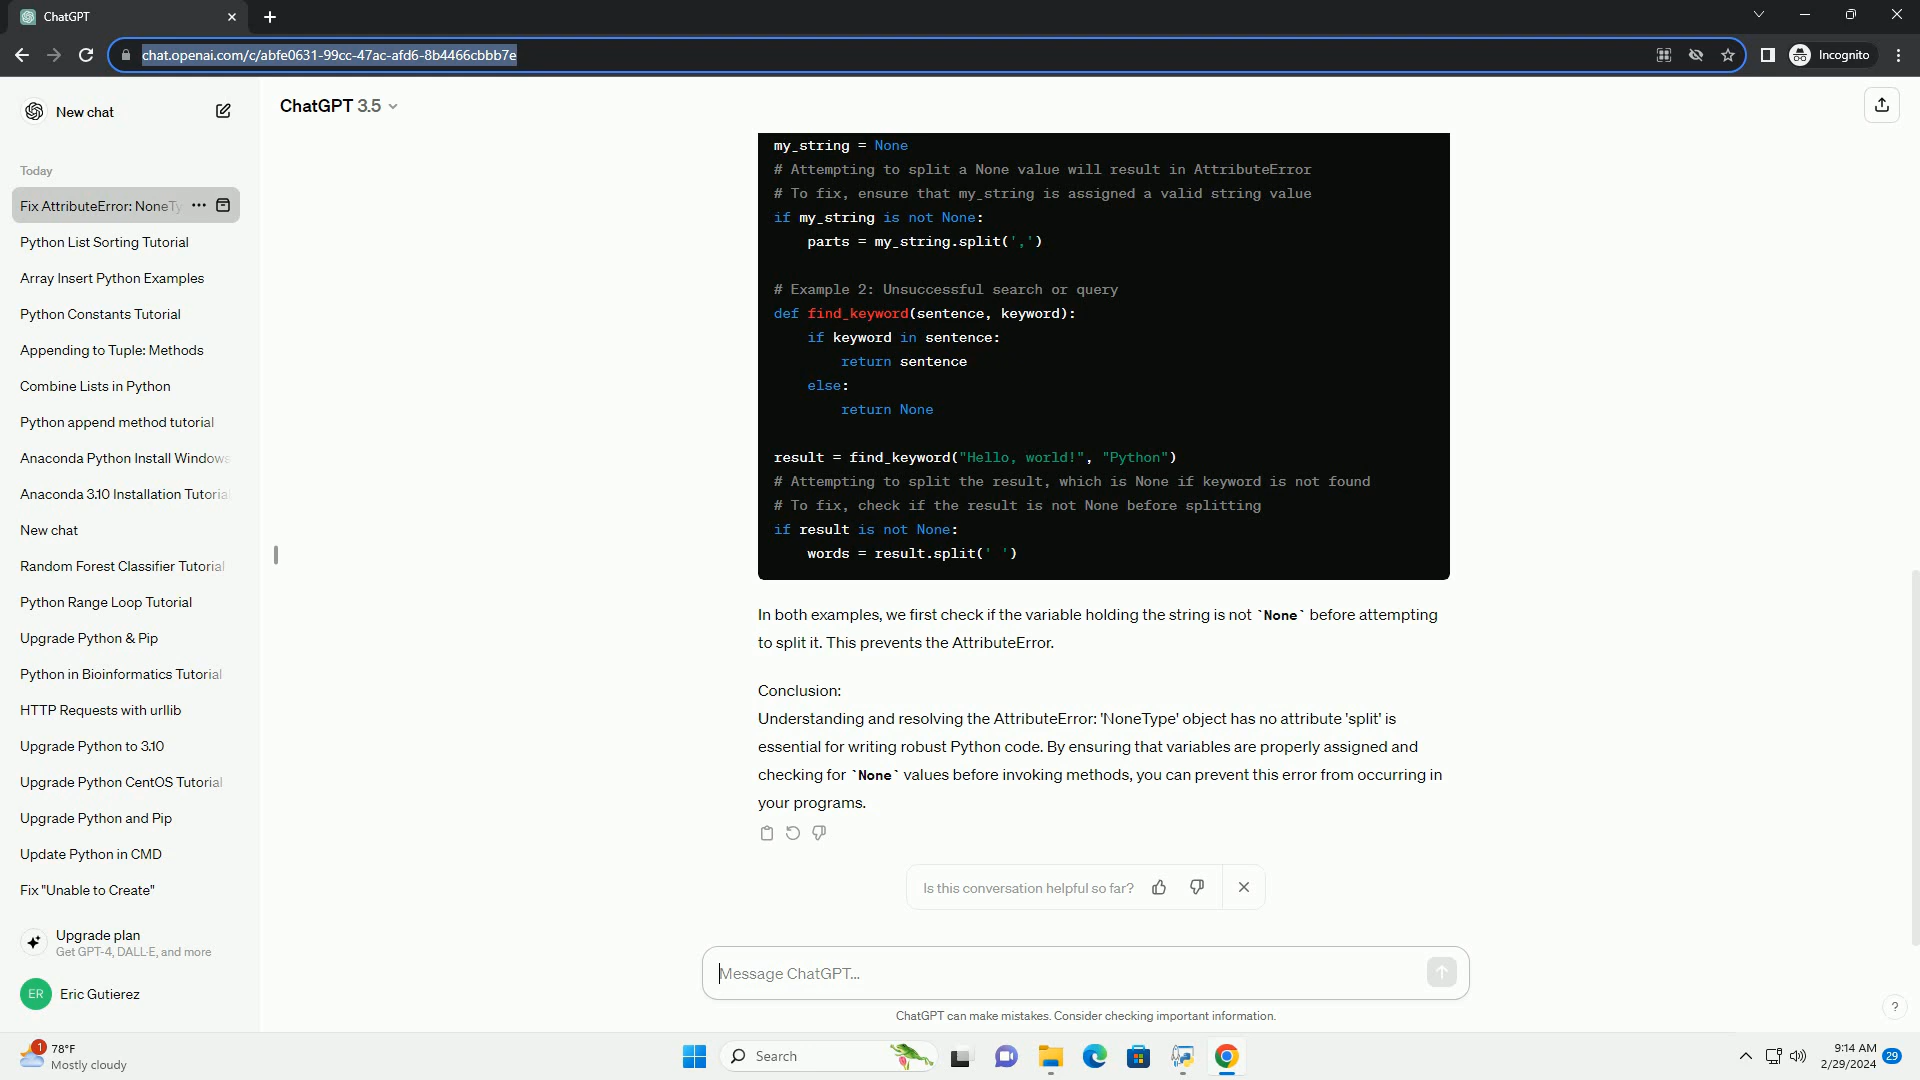 ChatGPT
chat.openai.com/c/abfe0631-99cc-47ac-afd6-8b4466cbbb7e
Incognito
New chat
Today
Fix AttributeError: NoneTy
Python List Sorting Tutorial
Array Insert Python Examples
Python Constants Tutorial
Appending to Tuple: Methods
Combine Lists in Python
Python append method tutorial
Anaconda Python Install Windows
Anaconda 3.10 Installation Tutoria
New chat
Random Forest Classifier Tutorial
Python Range Loop Tutorial
Upgrade Python & Pip
Python in Bioinformatics Tutorial
HTTP Requests with urllib
Upgrade Python to 3.10
Upgrade Python CentOS Tutorial
Upgrade Python and Pip
Update Python in CMD
Fix "Unable to Create"
Upgrade plan
Get GPT-4, DALL·E, and more
ER
Eric Gutierez
ChatGPT 3.5
my_string = None
# Attempting to split a None value will result in AttributeError
# To fix, ensure that my_string is assigned a valid string value
if my_string is not None:
    parts = my_string.split(',')
# Example 2: Unsuccessful search or query
def find_keyword(sentence, keyword):
    if keyword in sentence:
        return sentence
    else:
        return None
result = find_keyword("Hello, world!", "Python")
# Attempting to split the result, which is None if keyword is not found
# To fix, check if the result is not None before splitting
if result is not None:
    words = result.split(' ')
In both examples, we first check if the variable holding the string is not `None` before attempting
to split it. This prevents the AttributeError.
Conclusion:
Understanding and resolving the AttributeError: 'NoneType' object has no attribute 'split' is
essential for writing robust Python code. By ensuring that variables are properly assigned and
checking for `None` values before invoking methods, you can prevent this error from occurring in
your programs.
Is this conversation helpful so far?
Message ChatGPT...
ChatGPT can make mistakes. Consider checking important information.
?
1
78°F
Mostly cloudy
Search
9:14 AM
2/29/2024
29